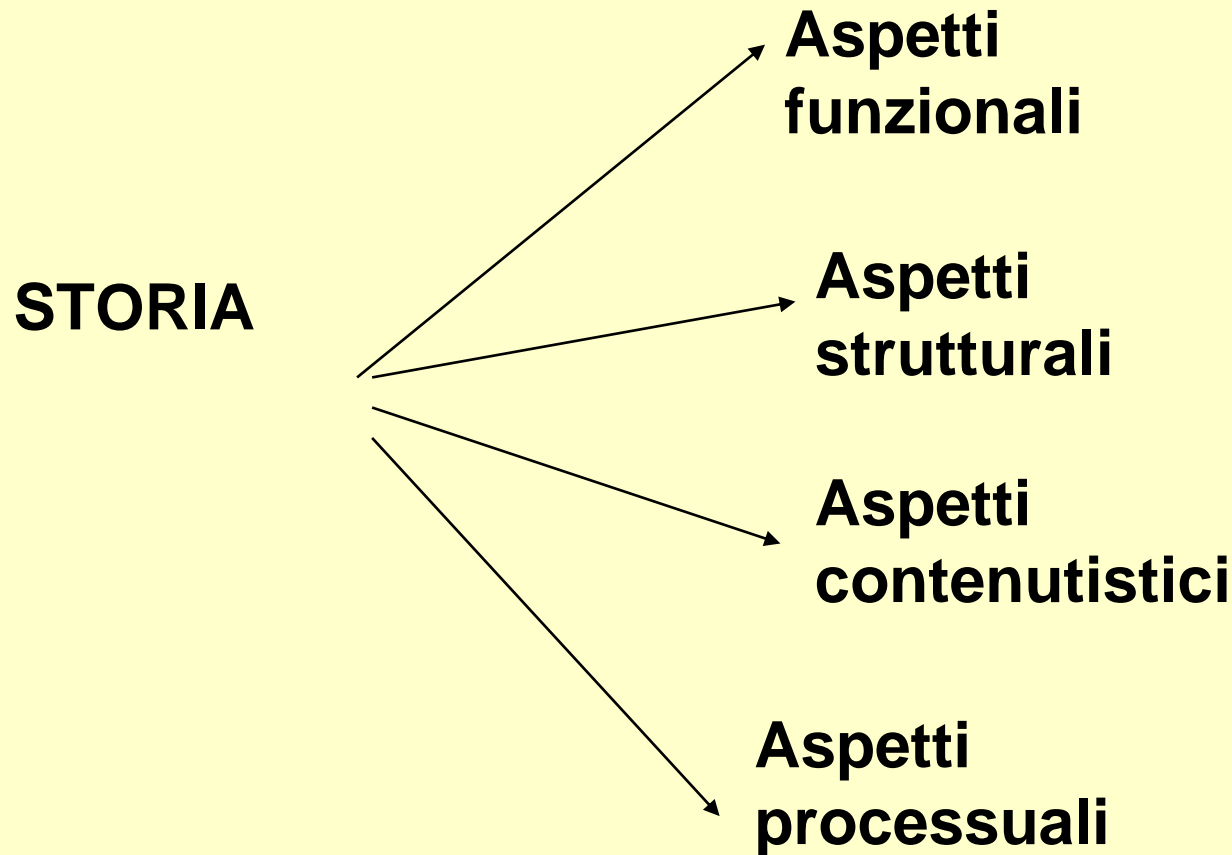 STORIA
Aspetti
funzionali
Aspetti
strutturali
Aspetti
contenutistici
Aspetti
processuali